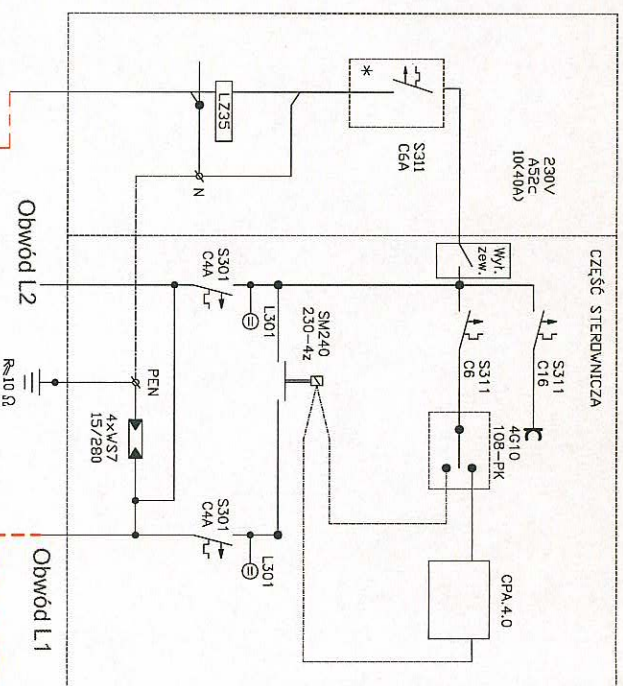 230V
A52c
10(40A)
CZĘŚĆ STEROWNICZA
*
S311
C6A
Wył.
zew.
S311
C16
S311
C6
4G10
108-PK
CPA.4.0
LZ35
N
SM240
230-4z
L301
S301
C4A
L301
S301
C4A
PEN
4xWS7
15/280
Obwód L2
Obwód L1
R≤10 Ω